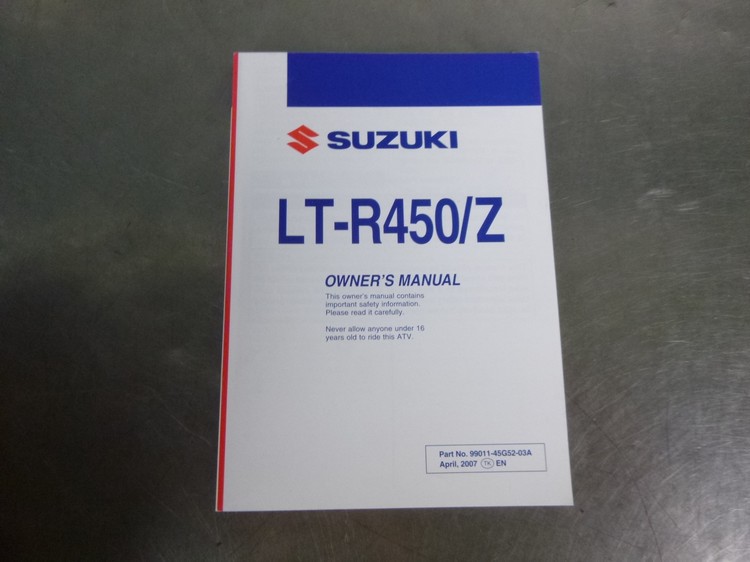 SUZUKI
LT-R450/Z
OWNER'S MANUAL
This owner's manual contains
important safety information.
Please read it carefully.
Never allow anyone under 16
years old to ride this ATV.
Part No. 99011-45G52-03A
April, 2007 TK EN